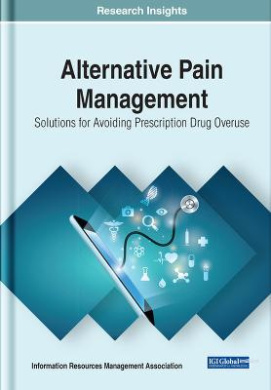 Research Insights
Alternative Pain
Management
Solutions for Avoiding Prescription Drug Overuse
Information Resources Management Association
IGI Global